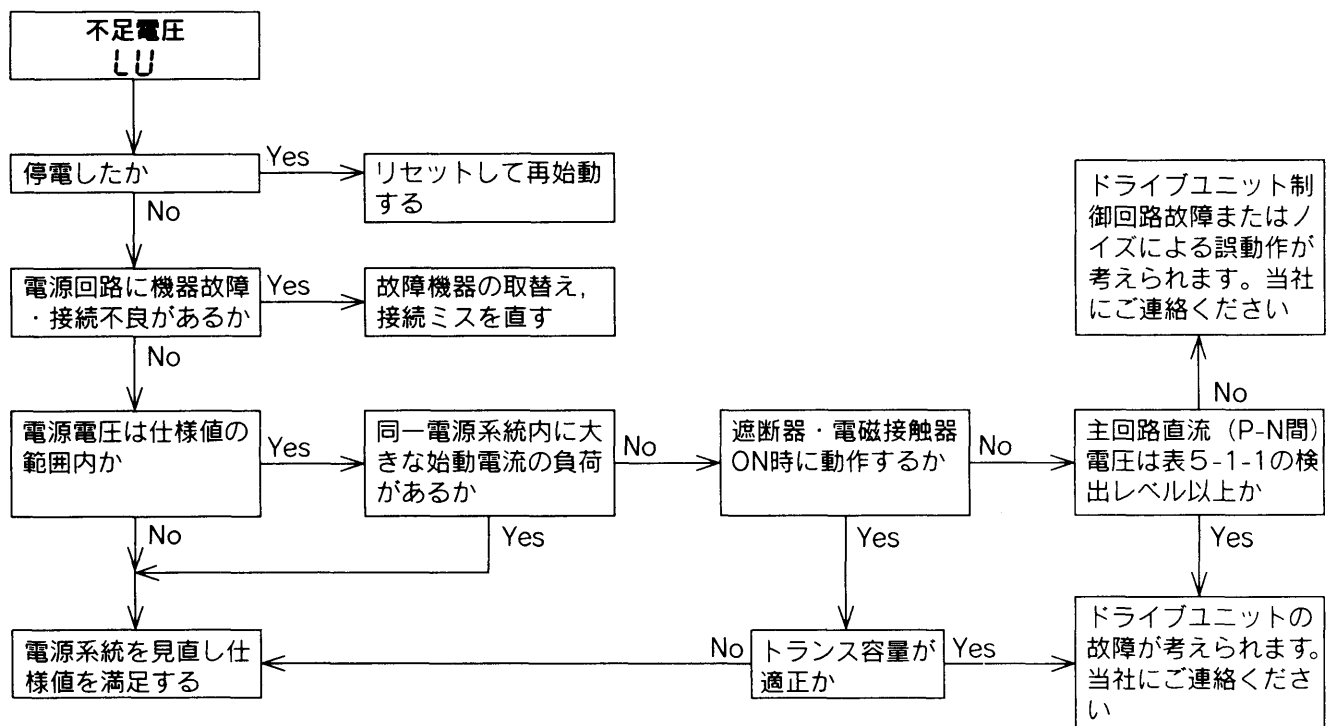 不足電圧
LU
停電したか
Yes
リセットして再始動
する
No
電源回路に機器故障
・接続不良があるか
Yes
故障機器の取替え,
接続ミスを直す
No
電源電圧は仕様値の
範囲内か
Yes
同一電源系統内に大
きな始動電流の負荷
があるか
No
遮断器・電磁接触器
ON時に動作するか
No
主回路直流（P-N間）
電圧は表5-1-1の検
出レベル以上か
No
ドライブユニット制
御回路故障またはノ
イズによる誤動作が
考えられます。当社
にご連絡ください
No
Yes
Yes
Yes
電源系統を見直し仕
様値を満足する
No
トランス容量が
適正か
Yes
ドライブユニットの
故障が考えられます。
当社にご連絡くださ
い